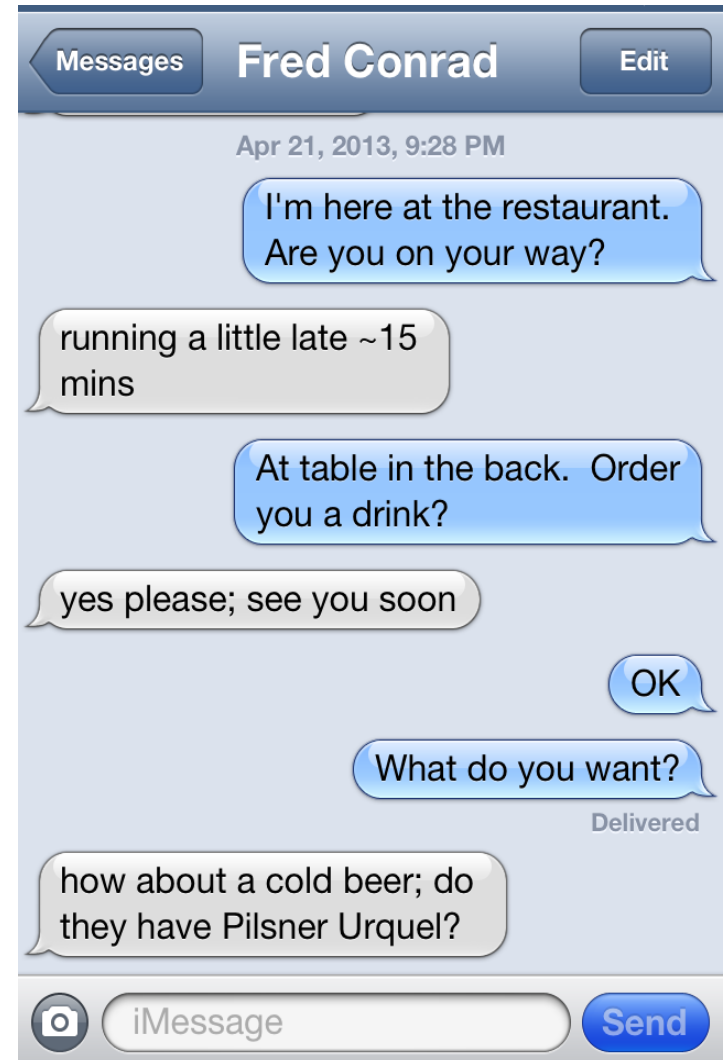 Messages Fred Conrad Edit
Apr 21, 2013, 9:28 PM
I'm here at the restaurant.
Are you on your way?
running a little late ~15
mins
At table in the back.  Order
you a drink?
yes please; see you soon
OK
What do you want?
Delivered
how about a cold beer; do
they have Pilsner Urquel?
iMessage Send